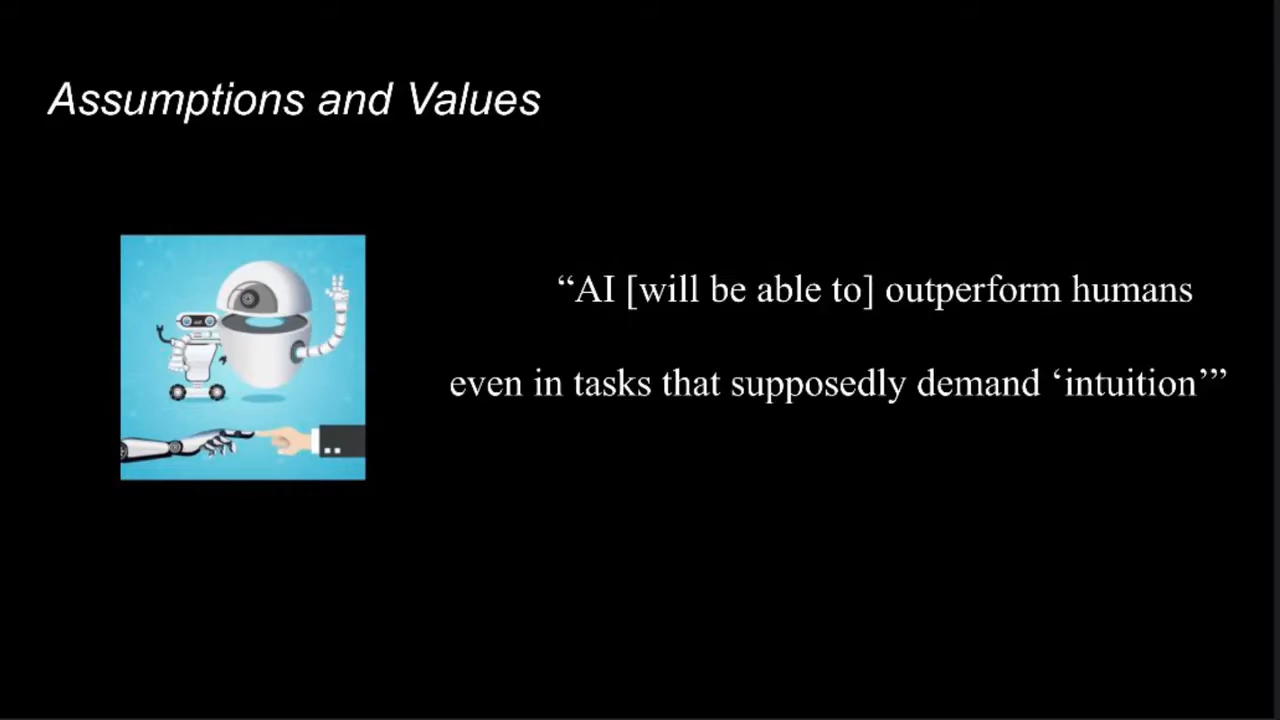 Assumptions and Values
“AI [will be able to] outperform humans
even in tasks that supposedly demand ‘intuition’”